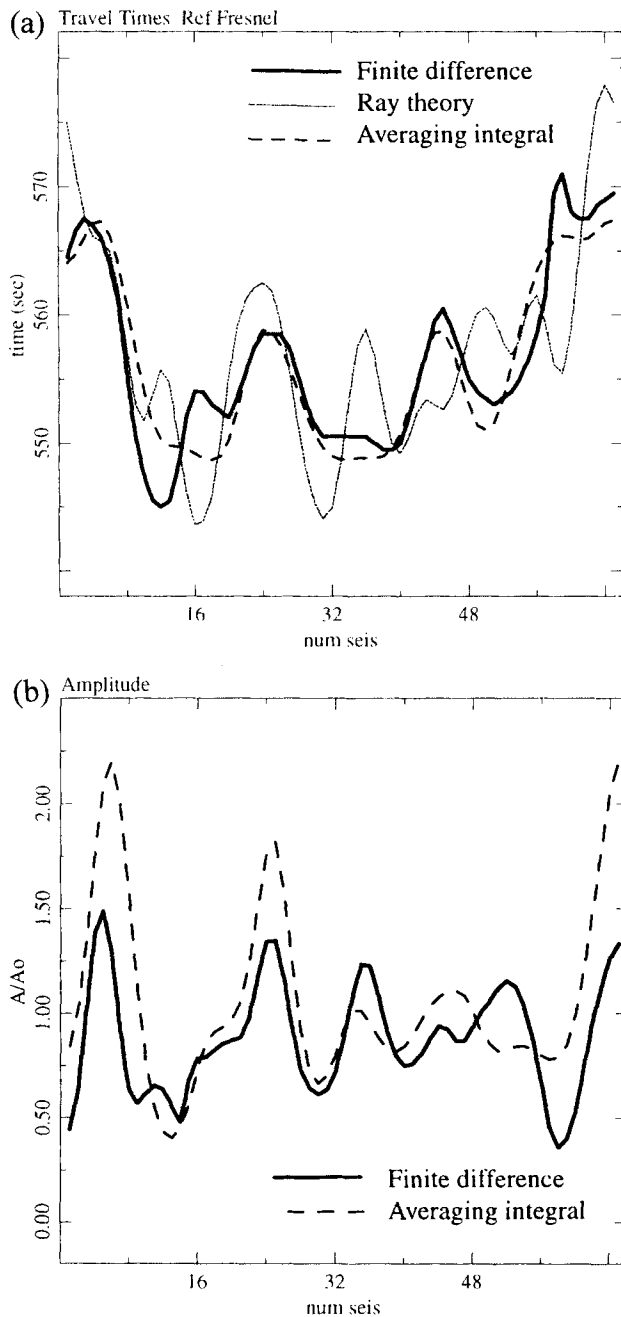 (a) Travel Times Ref Fresnel
Finite difference
Ray theory
Averaging integral
570
560
550
time (sec)
16 32 48
num seis
(b) Amplitude
2.00
1.50
1.00
0.50
0.00
A/Ao
Finite difference
Averaging integral
16 32 48
num seis